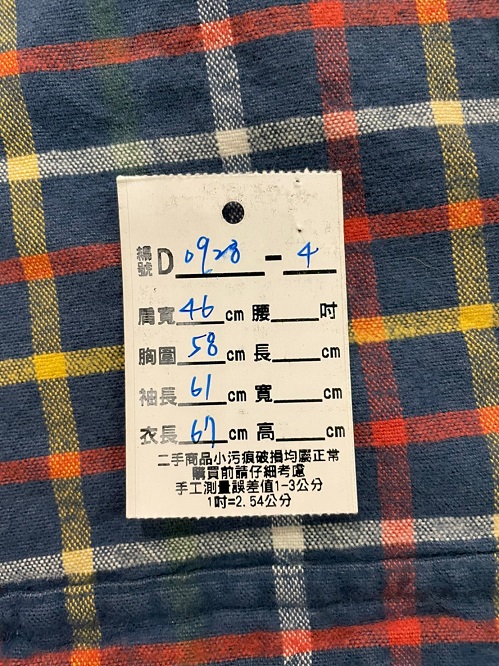 編號 D 0928 - 4
肩寬 46 cm 腰 吋
胸圍 58 cm 長 cm
袖長 61 cm 寬 cm
衣長 67 cm 高 cm
二手商品小污痕破損均屬正常
購買前請仔細考慮
手工測量誤差值1-3公分
1吋=2.54公分